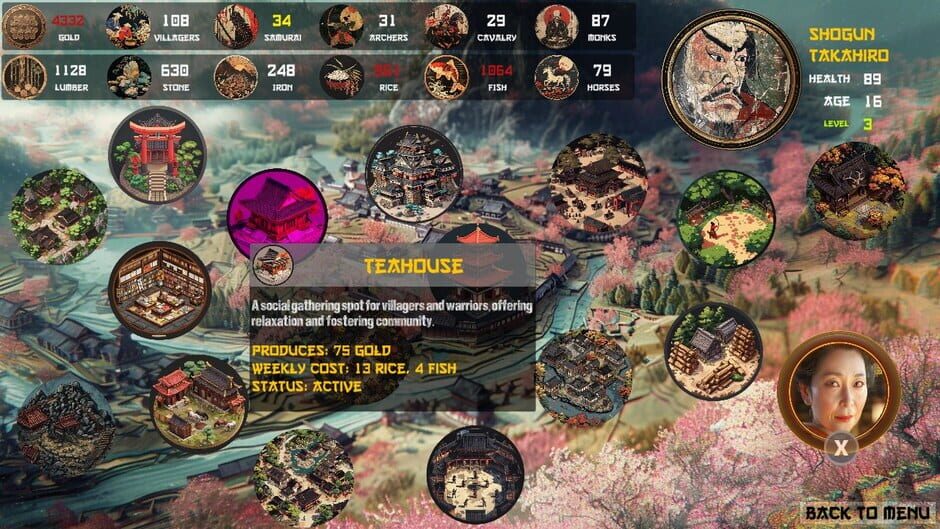 4332 108 34 31 29 87
GOLD VILLAGERS SAMURAI ARCHERS CAVALRY MONKS
1128 630 248 1064 79
LUMBER STONE IRON RICE FISH HORSES
SHOGUN
TAKAHIRO
HEALTH 89
AGE 16
LEVEL 3
TEAHOUSE
A social gathering spot for villagers and warriors, offering
relaxation and fostering community.
PRODUCES: 75 GOLD
WEEKLY COST: 13 RICE, 4 FISH
STATUS: ACTIVE
X
BACK TO MENU